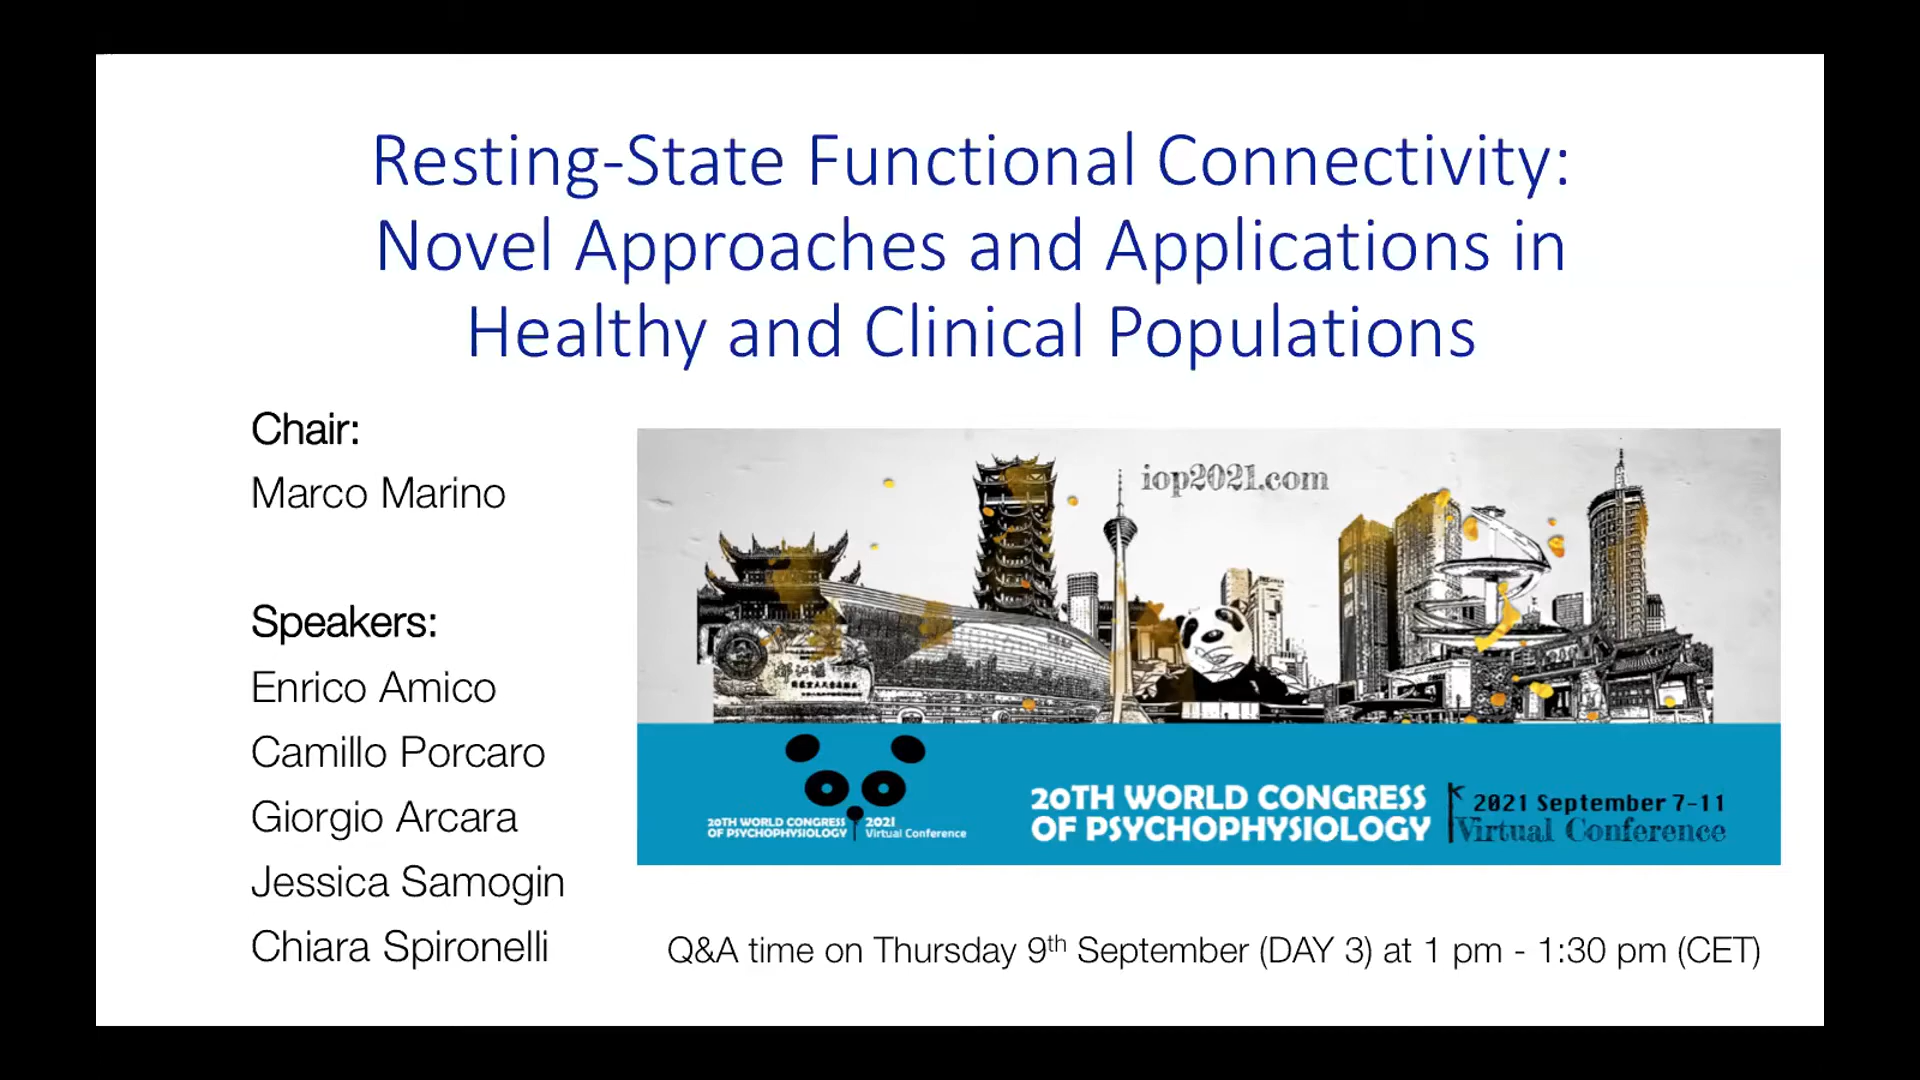 Resting-State Functional Connectivity:
Novel Approaches and Applications in
Healthy and Clinical Populations
Chair:
Marco Marino
Speakers:
Enrico Amico
Camillo Porcaro
Giorgio Arcara
Jessica Samogin
Chiara Spironelli
iop2021.com
20TH WORLD CONGRESS
OF PSYCHOPHYSIOLOGY
2021
Virtual Conference
20TH WORLD CONGRESS
OF PSYCHOPHYSIOLOGY
2021 September 7-11
Virtual Conference
Q&A time on Thursday 9th September (DAY 3) at 1 pm - 1:30 pm (CET)